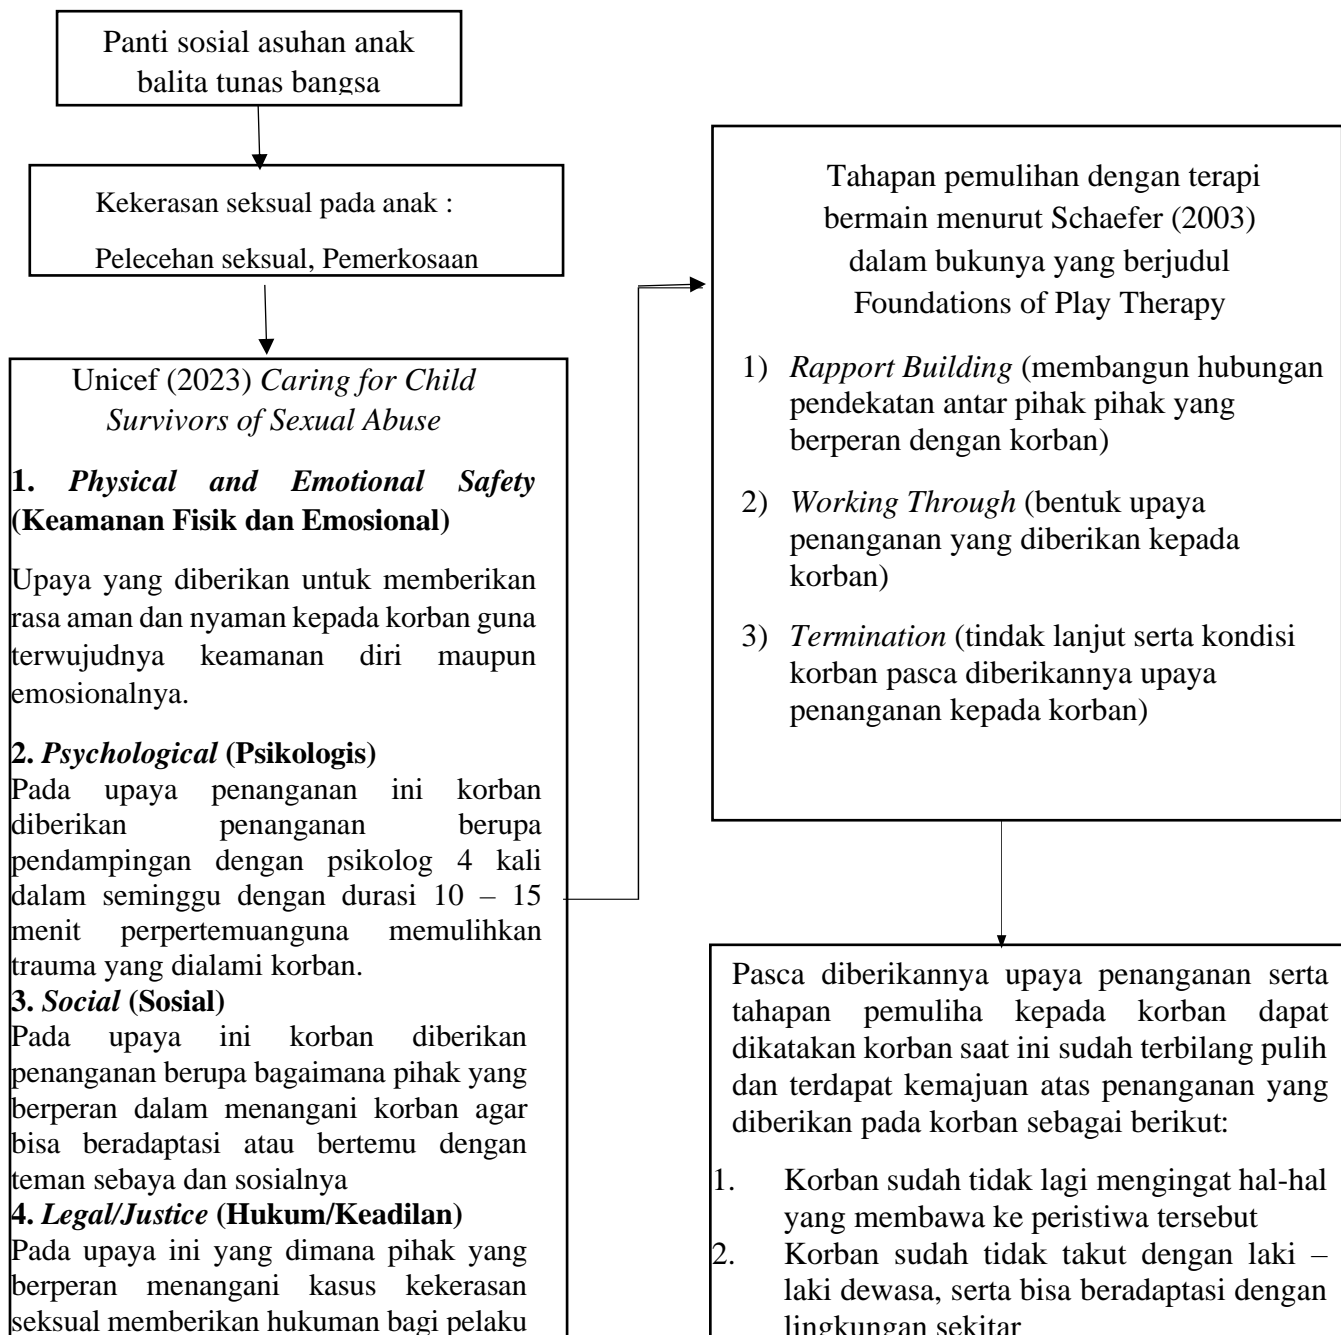 Panti sosial asuhan anak
balita tunas bangsa
Kekerasan seksual pada anak :
Pelecehan seksual, Pemerkosaan
Unicef (2023) Caring for Child
Survivors of Sexual Abuse
1. Physical and Emotional Safety
(Keamanan Fisik dan Emosional)
Upaya yang diberikan untuk memberikan
rasa aman dan nyaman kepada korban guna
terwujudnya keamanan diri maupun
emosionalnya.
2. Psychological (Psikologis)
Pada upaya penanganan ini korban
diberikan penanganan berupa
pendampingan dengan psikolog 4 kali
dalam seminggu dengan durasi 10 – 15
menit perpertemuanguna memulihkan
trauma yang dialami korban.
3. Social (Sosial)
Pada upaya ini korban diberikan
penanganan berupa bagaimana pihak yang
berperan dalam menangani korban agar
bisa beradaptasi atau bertemu dengan
teman sebaya dan sosialnya
4. Legal/Justice (Hukum/Keadilan)
Pada upaya ini yang dimana pihak yang
berperan menangani kasus kekerasan
seksual memberikan hukuman bagi pelaku
Tahapan pemulihan dengan terapi
bermain menurut Schaefer (2003)
dalam bukunya yang berjudul
Foundations of Play Therapy
1) Rapport Building (membangun hubungan
pendekatan antar pihak pihak yang
berperan dengan korban)
2) Working Through (bentuk upaya
penanganan yang diberikan kepada
korban)
3) Termination (tindak lanjut serta kondisi
korban pasca diberikannya upaya
penanganan kepada korban)
Pasca diberikannya upaya penanganan serta
tahapan pemuliha kepada korban dapat
dikatakan korban saat ini sudah terbilang pulih
dan terdapat kemajuan atas penanganan yang
diberikan pada korban sebagai berikut:
1. Korban sudah tidak lagi mengingat hal-hal
yang membawa ke peristiwa tersebut
2. Korban sudah tidak takut dengan laki –
laki dewasa, serta bisa beradaptasi dengan
lingkungan sekitar